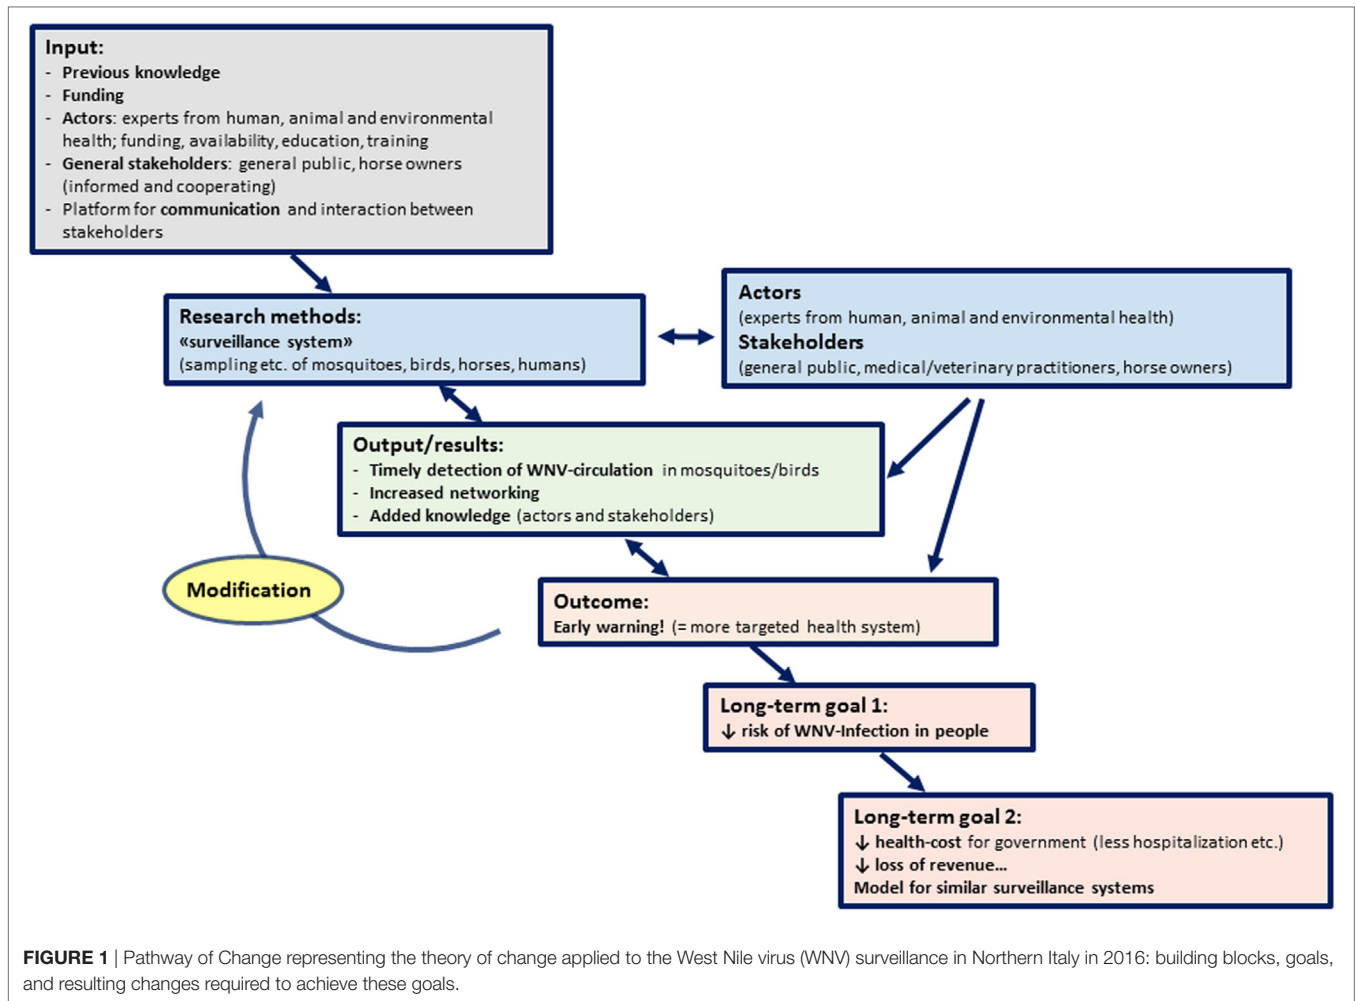 Input:
- Previous knowledge
- Funding
- Actors: experts from human, animal and environmental
health; funding, availability, education, training
- General stakeholders: general public, horse owners
(informed and cooperating)
- Platform for communication and interaction between
stakeholders
Research methods:
«surveillance system»
(sampling etc. of mosquitoes, birds, horses, humans)
Actors
(experts from human, animal and environmental health)
Stakeholders
(general public, medical/veterinary practitioners, horse owners)
Output/results:
- Timely detection of WNV-circulation in mosquitoes/birds
- Increased networking
- Added knowledge (actors and stakeholders)
Modification
Outcome:
Early warning! (= more targeted health system)
Long-term goal 1:
↓ risk of WNV-Infection in people
Long-term goal 2:
↓ health-cost for government (less hospitalization etc.)
↓ loss of revenue...
Model for similar surveillance systems
FIGURE 1 | Pathway of Change representing the theory of change applied to the West Nile virus (WNV) surveillance in Northern Italy in 2016: building blocks, goals,
and resulting changes required to achieve these goals.